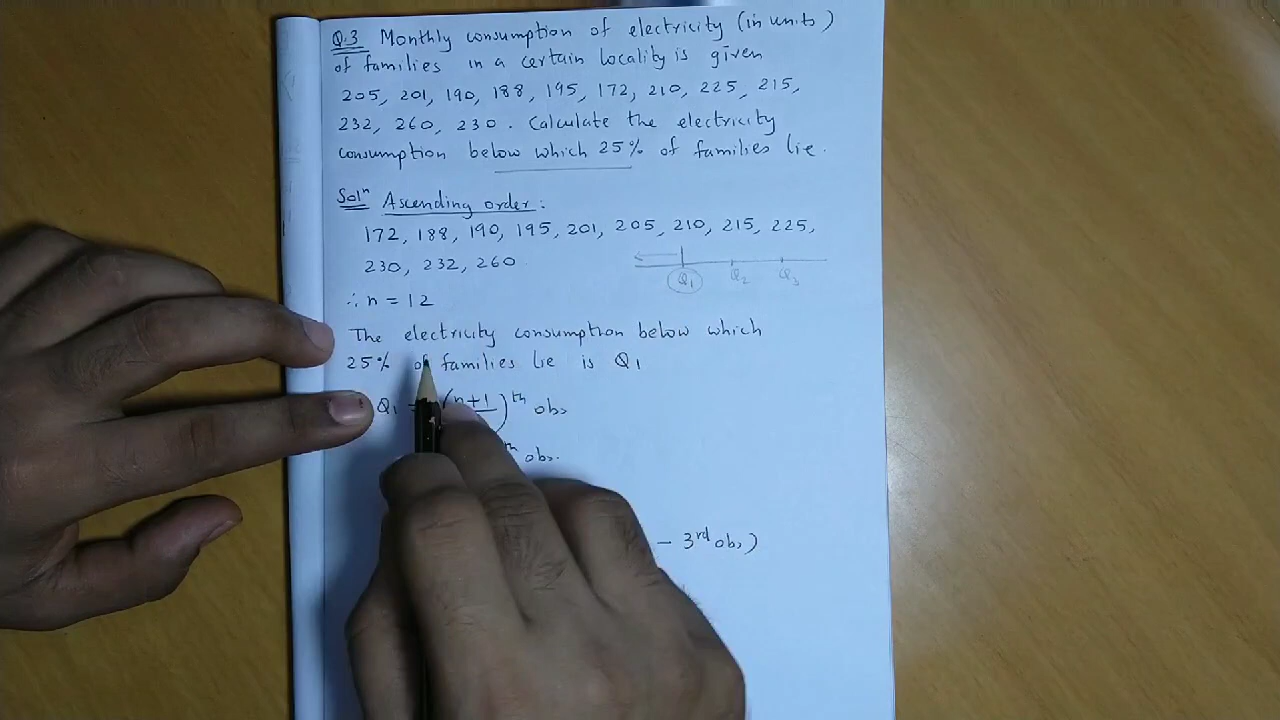 Q.3 Monthly consumption of electricity (in units)
of families in a certain locality is given
205, 201, 190, 188, 195, 172, 210, 225, 215,
232, 260, 230. Calculate the electricity
consumption below which 25% of families lie.
Solⁿ Ascending order:
172, 188, 190, 195, 201, 205, 210, 215, 225,
230, 232, 260
Q₁ Q₂ Q₃
∴ n = 12
The electricity consumption below which
25% of families lie is Q₁
Q₁ = (n+1)ᵗʰ obs
obs.
– 3ʳᵈ obs)